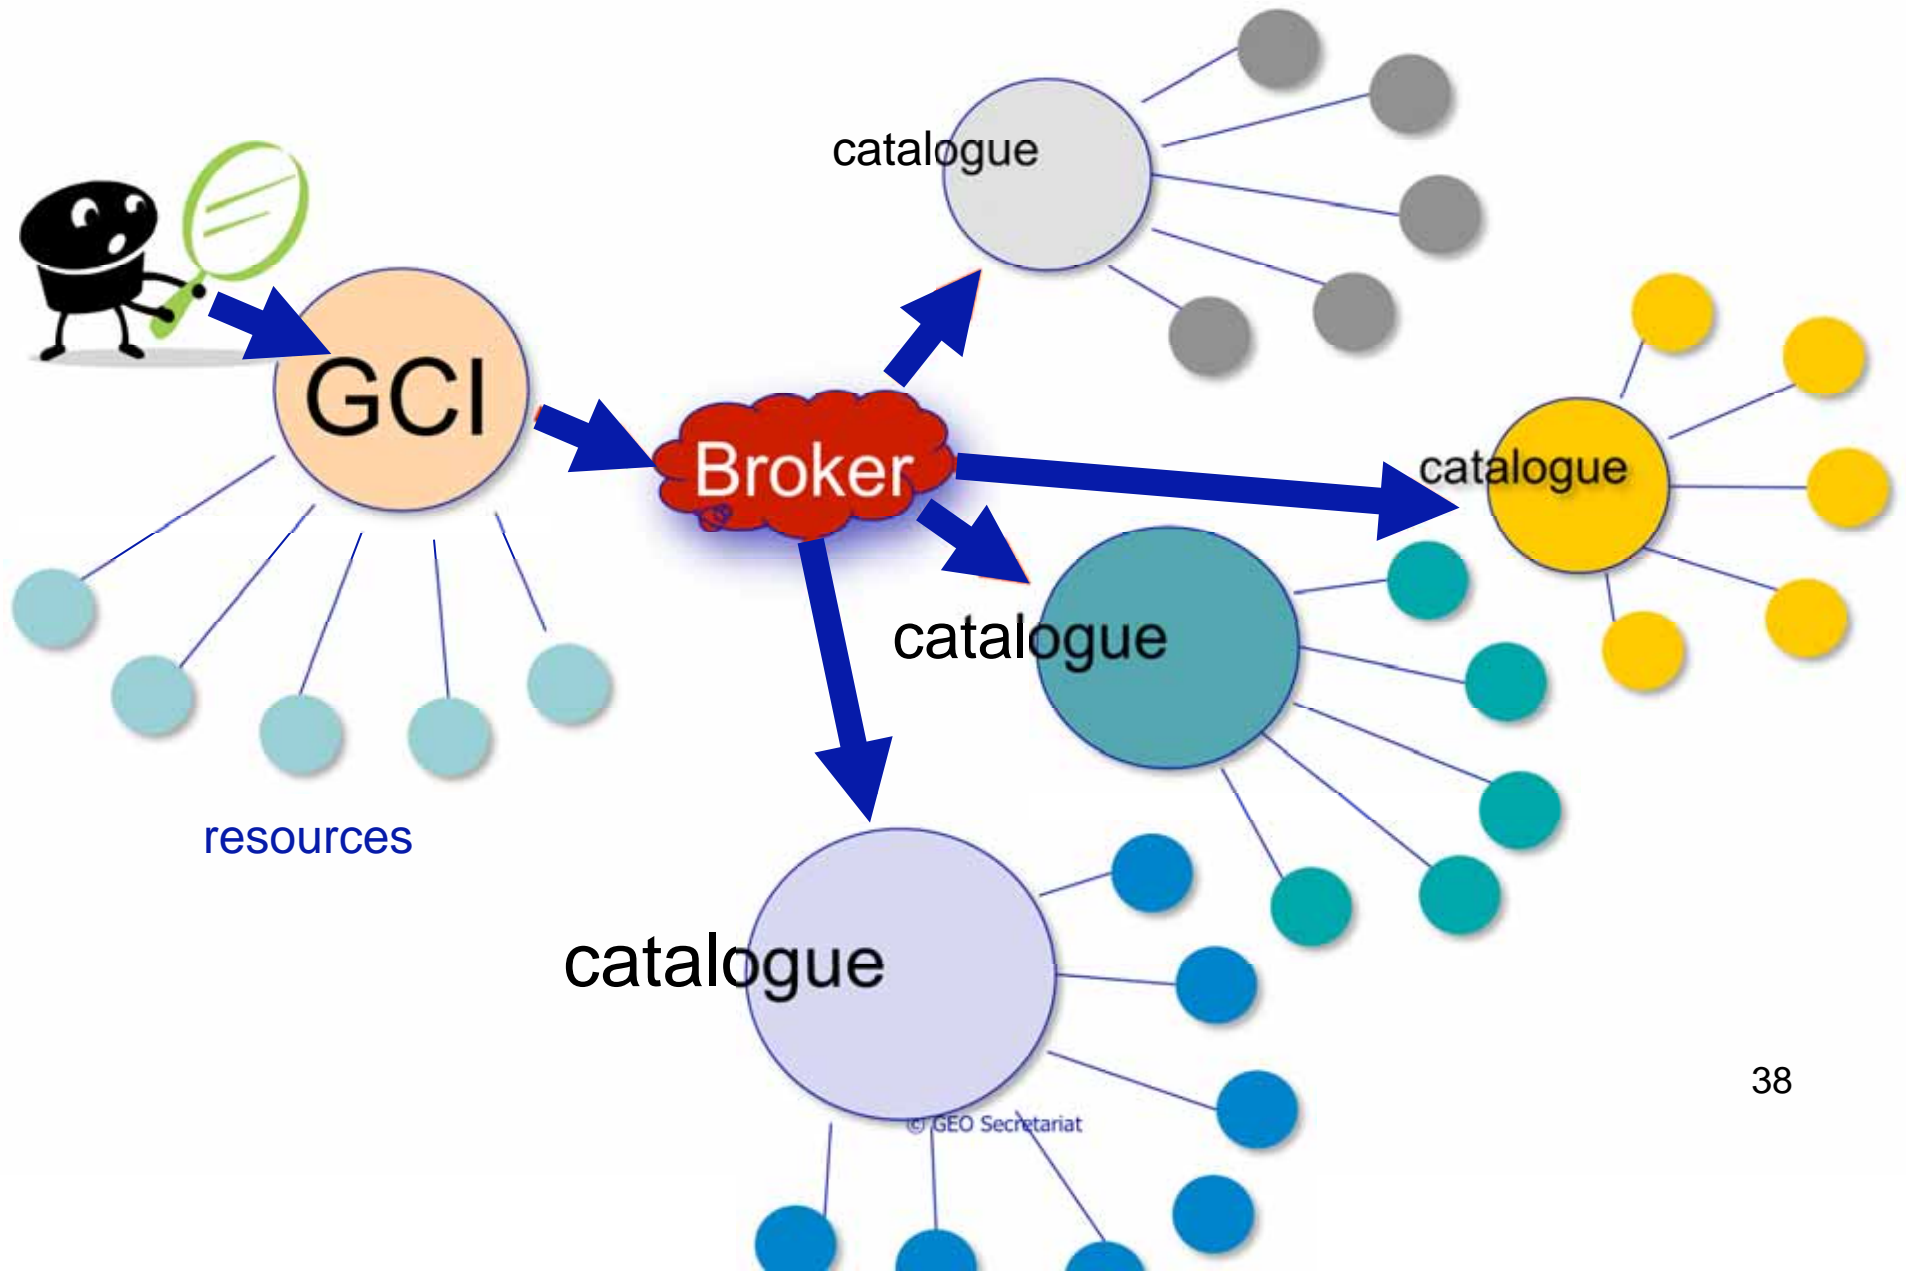 catalogue
GCI
Broker
catalogue
catalogue
resources
catalogue
38
© GEO Secretariat